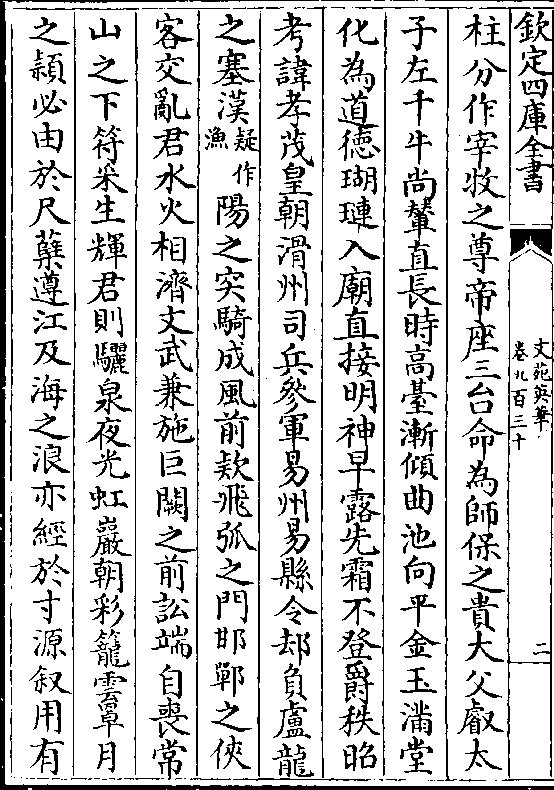 欽定四庫全書
文苑英華
卷九百三十
二
柱分作宰牧之尊帝座三台命為師保之貴大父叡太
子左千牛尚輦直長時高臺漸傾曲池向平金玉滿堂
化為道徳瑚璉入廟直接明神早露先霜不登爵秩昭
考諱孝茂皇朝滑州司兵參軍易州易縣令却負盧龍
之塞漢疑作漁陽之突騎成風前欵飛狐之門邯鄲之俠
客交亂君水火相濟文武兼施巨闕之前訟端自喪常
山之下符采生輝君則驪泉夜光虹巖朝彩籠雲罩月
之頴必由於尺蘖遵江及海之浪亦經於寸源叙用有